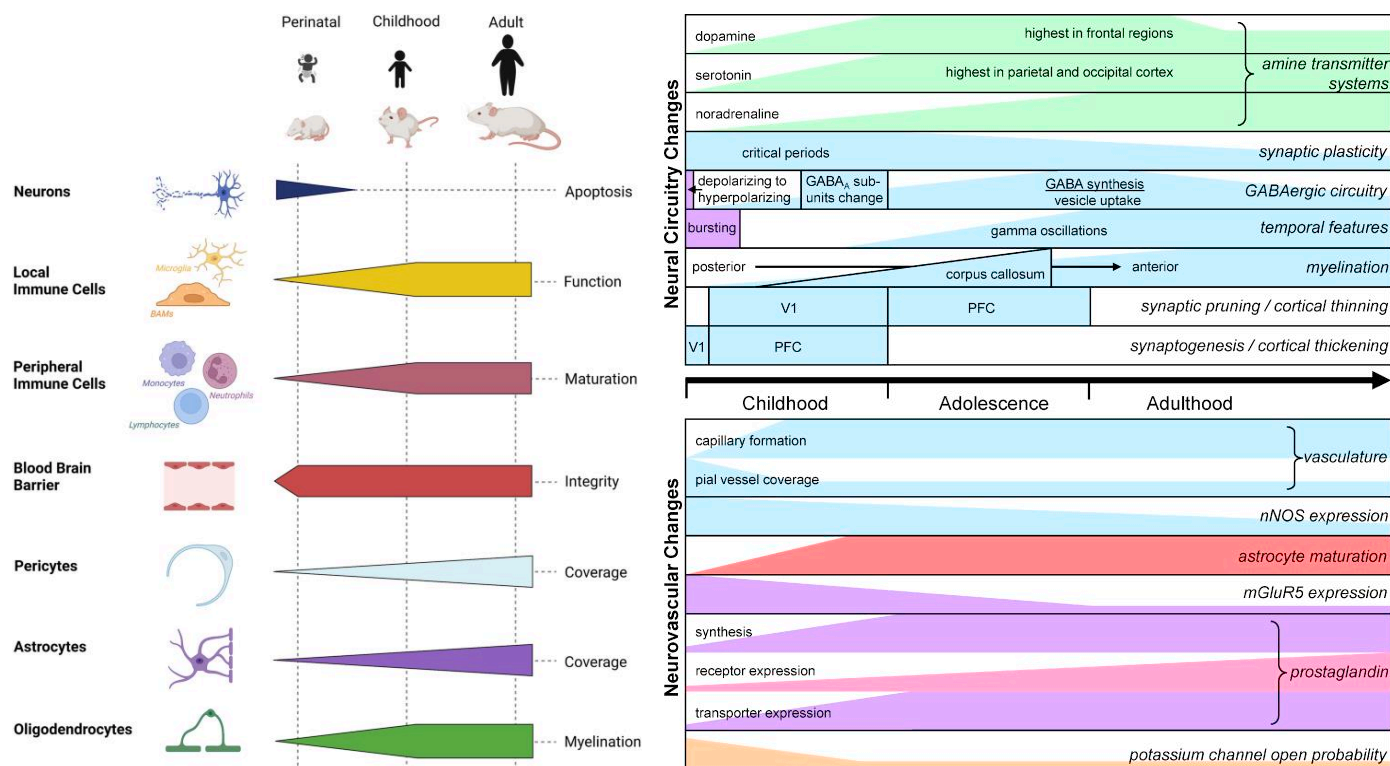 Perinatal
Childhood
Adult
Neurons
Apoptosis
Local
Immune Cells
Microglia
BAMs
Function
Peripheral
Immune Cells
Monocytes
Neutrophils
Lymphocytes
Maturation
Blood Brain
Barrier
Integrity
Pericytes
Coverage
Astrocytes
Coverage
Oligodendrocytes
Myelination
Neural Circuitry Changes
dopamine
highest in frontal regions
serotonin
highest in parietal and occipital cortex
amine transmitter
systems
noradrenaline
critical periods
synaptic plasticity
depolarizing to
hyperpolarizing
GABAA sub-
units change
GABA synthesis
vesicle uptake
GABAergic circuitry
bursting
gamma oscillations
temporal features
posterior
corpus callosum
anterior
myelination
V1
PFC
synaptic pruning / cortical thinning
V1
PFC
synaptogenesis / cortical thickening
Childhood
Adolescence
Adulthood
Neurovascular Changes
capillary formation
vasculature
pial vessel coverage
nNOS expression
astrocyte maturation
mGluR5 expression
synthesis
receptor expression
prostaglandin
transporter expression
potassium channel open probability